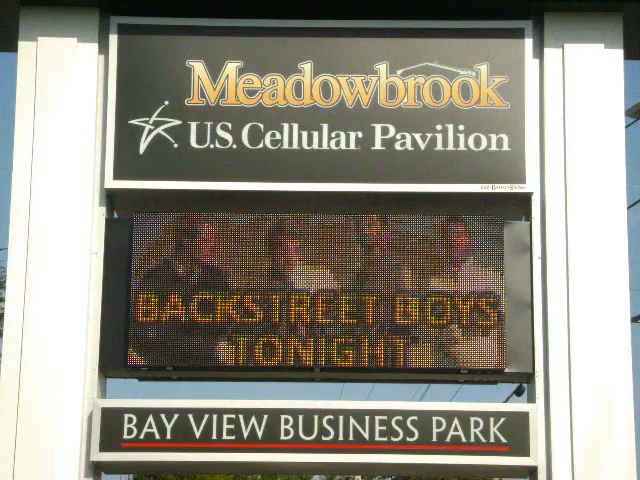 Meadowbrook
U.S. Cellular Pavilion
BACKSTREET BOYS
TONIGHT
BAY VIEW BUSINESS PARK